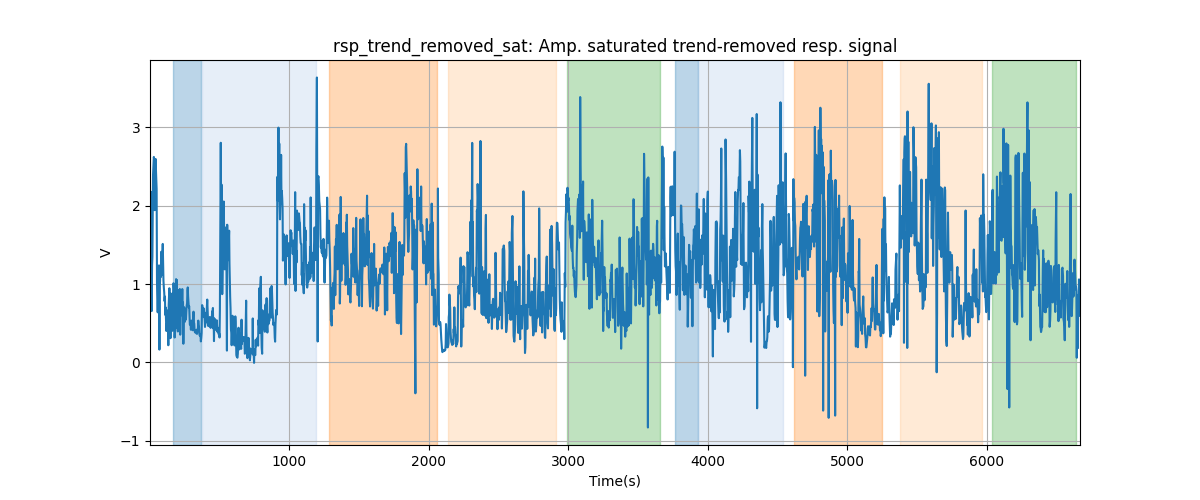 rsp_trend_removed_sat: Amp. saturated trend-removed resp. signal
3
2
1
0
−1
V
1000 2000 3000 4000 5000 6000
Time(s)